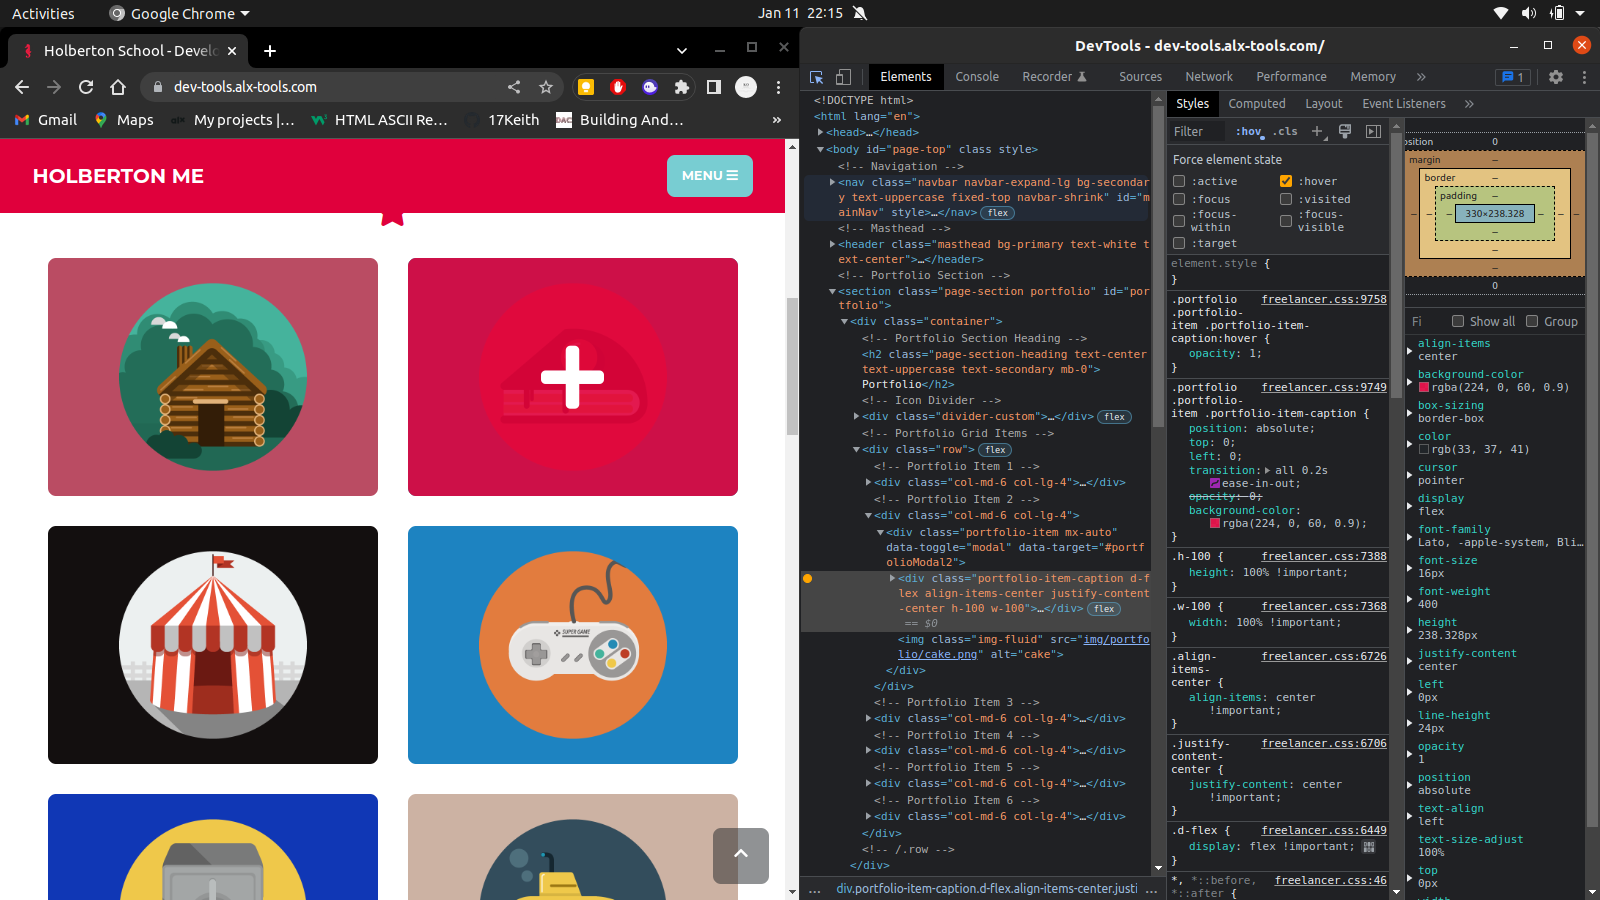 Activities
Google Chrome
Jan 11 22:15
Holberton School - Develo
dev-tools.alx-tools.com
Gmail
Maps
My projects |...
HTML ASCII Re...
17Keith
Building And...
»
HOLBERTON ME
MENU
SUPER GAME
DevTools - dev-tools.alx-tools.com/
Elements
Console
Recorder
Sources
Network
Performance
Memory
»
1
<!DOCTYPE html>
<html lang="en">
<head>…</head>
<body id="page-top" class style>
<!-- Navigation -->
<nav class="navbar navbar-expand-lg bg-secondar
y text-uppercase fixed-top navbar-shrink" id="m
ainNav" style>…</nav> flex
<!-- Masthead -->
<header class="masthead bg-primary text-white t
ext-center">…</header>
<!-- Portfolio Section -->
<section class="page-section portfolio" id="por
tfolio">
<div class="container">
<!-- Portfolio Section Heading -->
<h2 class="page-section-heading text-center
text-uppercase text-secondary mb-0">
Portfolio</h2>
<!-- Icon Divider -->
<div class="divider-custom">…</div> flex
<!-- Portfolio Grid Items -->
<div class="row"> flex
<!-- Portfolio Item 1 -->
<div class="col-md-6 col-lg-4">…</div>
<!-- Portfolio Item 2 -->
<div class="col-md-6 col-lg-4">
<div class="portfolio-item mx-auto"
data-toggle="modal" data-target="#portf
olioModal2">
<div class="portfolio-item-caption d-f
lex align-items-center justify-content
-center h-100 w-100">…</div> flex
== $0
<img class="img-fluid" src="img/portfo
lio/cake.png" alt="cake">
</div>
</div>
<!-- Portfolio Item 3 -->
<div class="col-md-6 col-lg-4">…</div>
<!-- Portfolio Item 4 -->
<div class="col-md-6 col-lg-4">…</div>
<!-- Portfolio Item 5 -->
<div class="col-md-6 col-lg-4">…</div>
<!-- Portfolio Item 6 -->
<div class="col-md-6 col-lg-4">…</div>
</div>
<!-- /.row -->
</div>
... div.portfolio-item-caption.d-flex.align-items-center.justi ...
Styles
Computed
Layout
Event Listeners
»
Filter
:hov .cls
Force element state
:active
:hover
:focus
:visited
:focus-
within
:focus-
visible
:target
element.style {
}
.portfolio freelancer.css:9758
.portfolio-
item .portfolio-item-
caption:hover {
opacity: 1;
}
.portfolio freelancer.css:9749
.portfolio-
item .portfolio-item-caption {
position: absolute;
top: 0;
left: 0;
transition: all 0.2s
ease-in-out;
opacity: 0;
background-color:
rgba(224, 0, 60, 0.9);
}
.h-100 { freelancer.css:7388
height: 100% !important;
}
.w-100 { freelancer.css:7368
width: 100% !important;
}
.align- freelancer.css:6726
items-
center {
align-items: center
!important;
}
.justify- freelancer.css:6706
content-
center {
justify-content: center
!important;
}
.d-flex { freelancer.css:6449
display: flex !important;
}
*, *::before, freelancer.css:46
*::after {
osition 0
margin –
border –
padding –
– – – 330×238.328 – – –
–
–
–
0
Fi
Show all
Group
align-items
center
background-color
rgba(224, 0, 60, 0.9)
box-sizing
border-box
color
rgb(33, 37, 41)
cursor
pointer
display
flex
font-family
Lato, -apple-system, Bli…
font-size
16px
font-weight
400
height
238.328px
justify-content
center
left
0px
line-height
24px
opacity
1
position
absolute
text-align
left
text-size-adjust
100%
top
0px